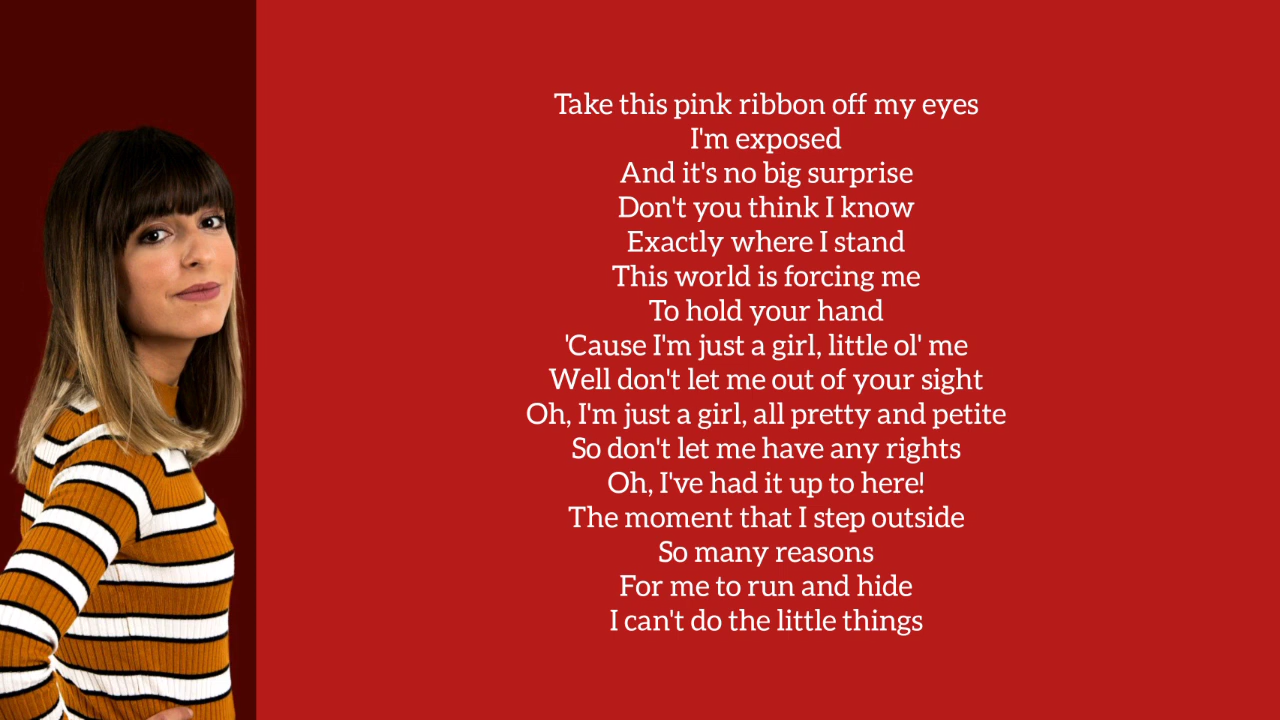 Take this pink ribbon off my eyes
I'm exposed
And it's no big surprise
Don't you think I know
Exactly where I stand
This world is forcing me
To hold your hand
'Cause I'm just a girl, little ol' me
Well don't let me out of your sight
Oh, I'm just a girl, all pretty and petite
So don't let me have any rights
Oh, I've had it up to here!
The moment that I step outside
So many reasons
For me to run and hide
I can't do the little things